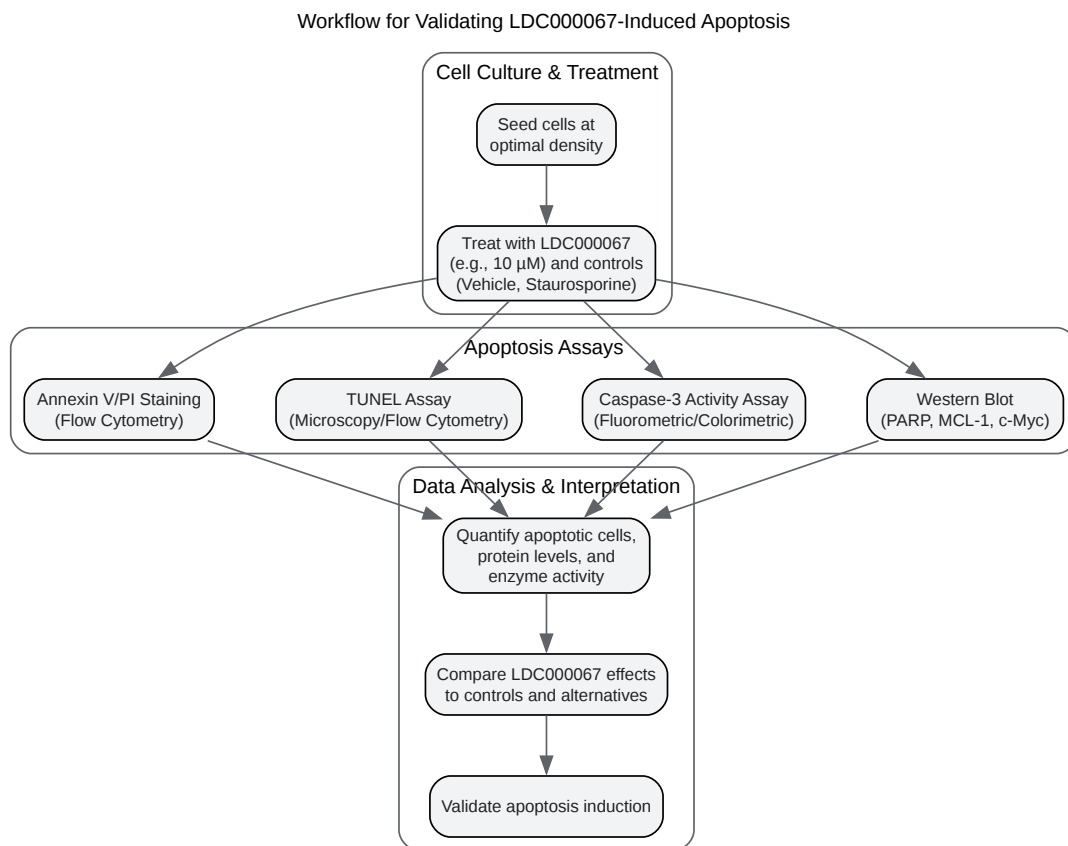 Workflow for Validating LDC000067-Induced Apoptosis
Cell Culture & Treatment
Seed cells at
optimal density
Treat with LDC000067
(e.g., 10 µM) and controls
(Vehicle, Staurosporine)
Apoptosis Assays
Annexin V/PI Staining
(Flow Cytometry)
TUNEL Assay
(Microscopy/Flow Cytometry)
Caspase-3 Activity Assay
(Fluorometric/Colorimetric)
Western Blot
(PARP, MCL-1, c-Myc)
Data Analysis & Interpretation
Quantify apoptotic cells,
protein levels, and
enzyme activity
Compare LDC000067 effects
to controls and alternatives
Validate apoptosis induction